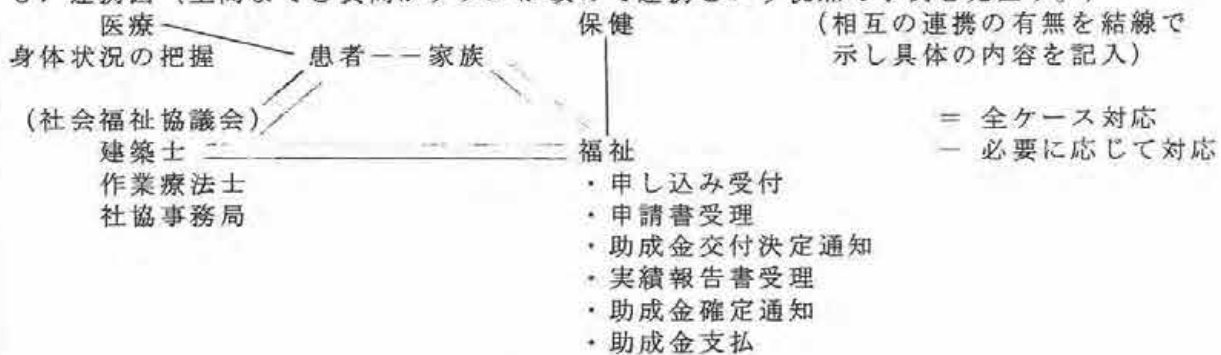 医療 保健 (相互の連携の有無を結線で
身体状況の把握 患者－－家族 示し具体の内容を記入)
(社会福祉協議会) ＝ 全ケース対応
建築士 福祉 － 必要に応じて対応
作業療法士 ・申し込み受付
社協事務局 ・申請書受理
・助成金交付決定通知
・実績報告書受理
・助成金確定通知
・助成金支払